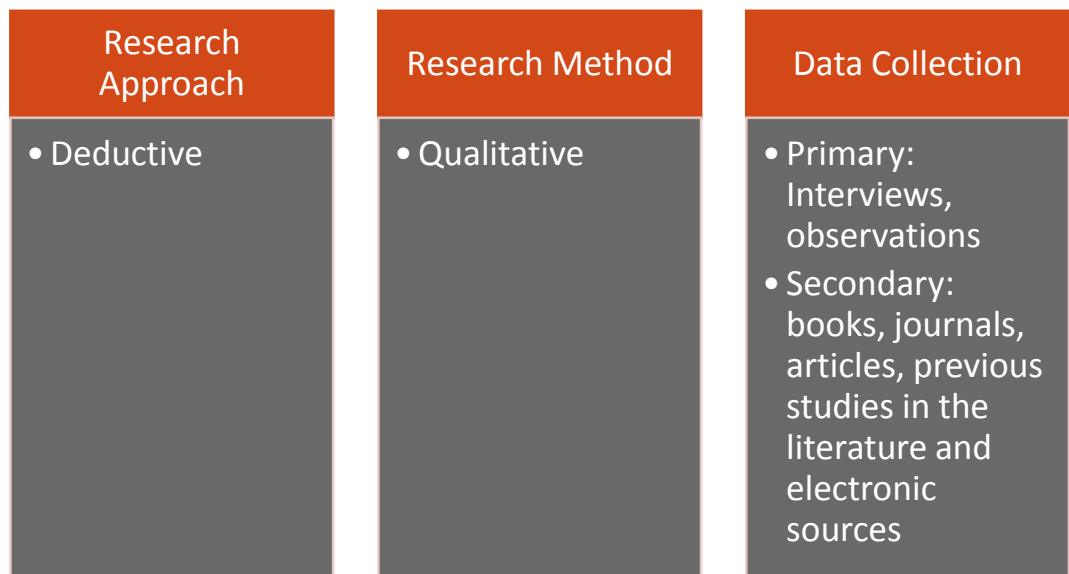 Research
Approach
• Deductive
Research Method
• Qualitative
Data Collection
• Primary:
Interviews,
observations
• Secondary:
books, journals,
articles, previous
studies in the
literature and
electronic
sources